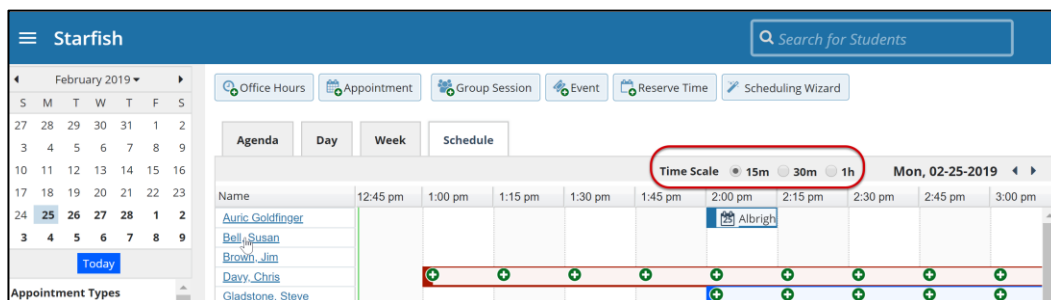 Starfish
Search for Students
February 2019
S M T W T F S
27 28 29 30 31 1 2
3 4 5 6 7 8 9
10 11 12 13 14 15 16
17 18 19 20 21 22 23
24 25 26 27 28 1 2
3 4 5 6 7 8 9
Today
Appointment Types
Office Hours Appointment Group Session Event Reserve Time Scheduling Wizard
Agenda Day Week Schedule
Time Scale 15m 30m 1h Mon, 02-25-2019
Name 12:45 pm 1:00 pm 1:15 pm 1:30 pm 1:45 pm 2:00 pm 2:15 pm 2:30 pm 2:45 pm 3:00 pm
Auric Goldfinger 25 Albrigh
Bell, Susan
Brown, Jim
Davy, Chris
Gladstone, Steve